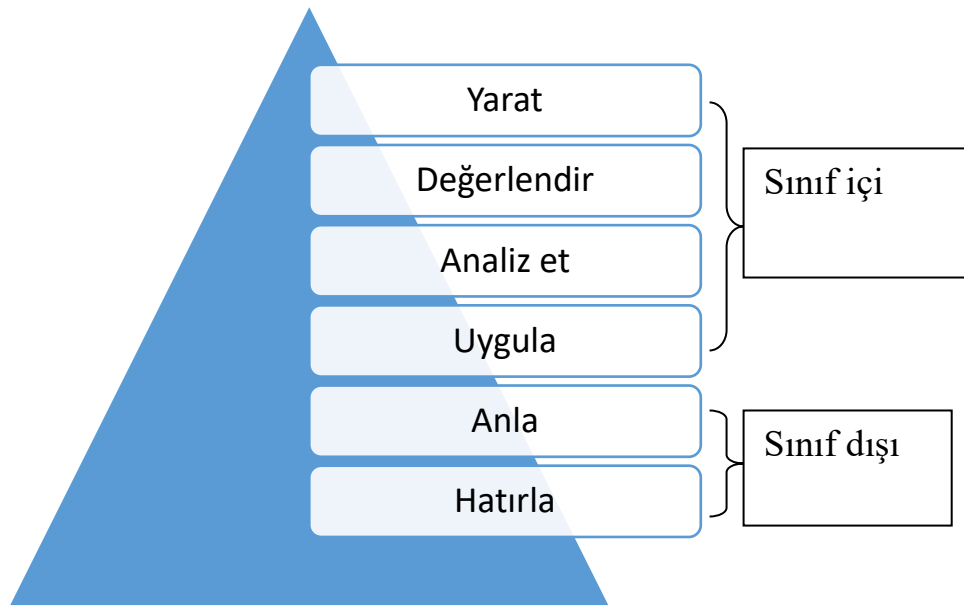 Yarat
Değerlendir
Analiz et
Uygula
Anla
Hatırla
Sınıf içi
Sınıf dışı